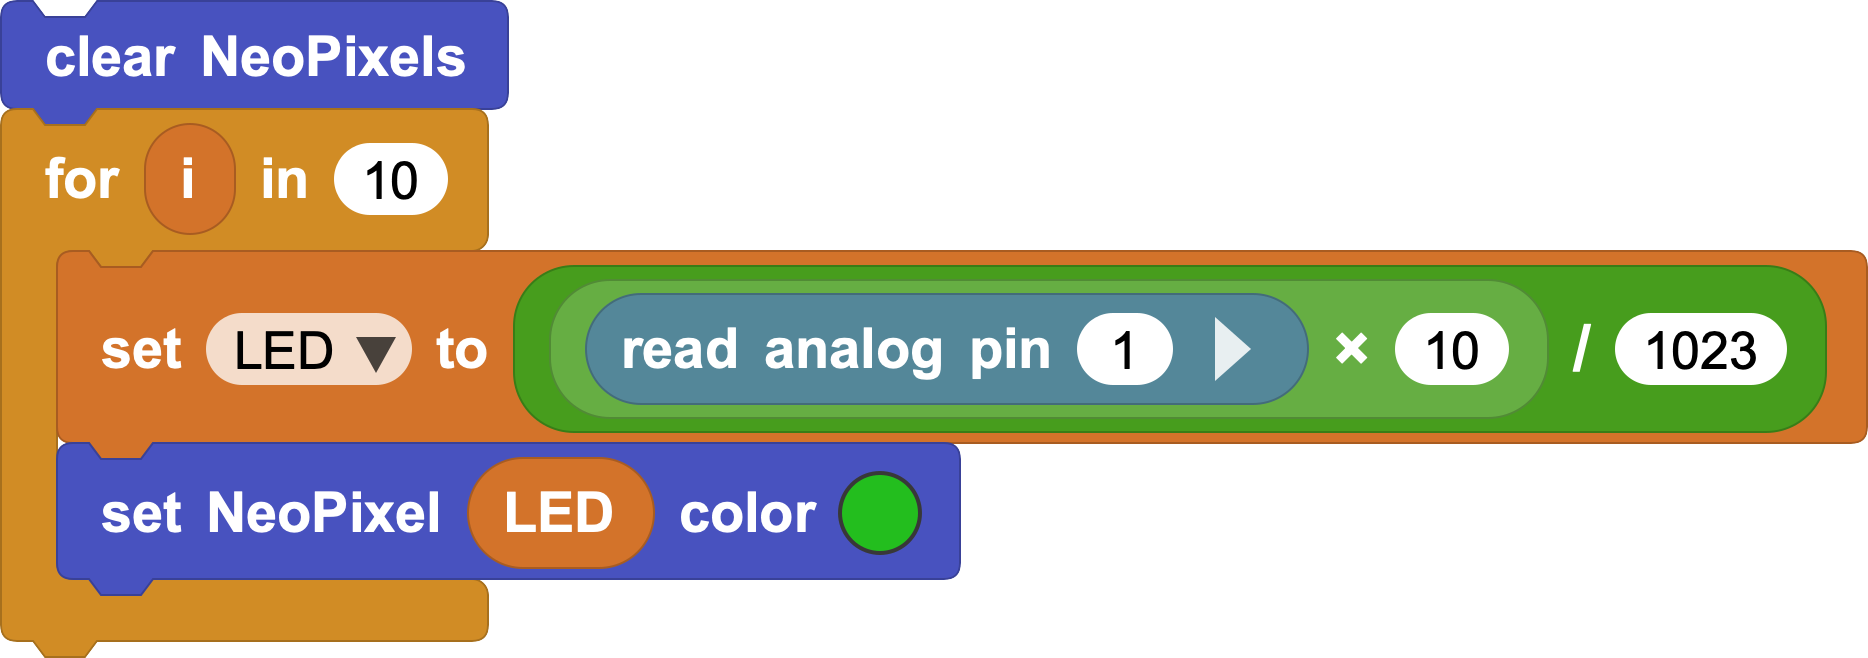 clear NeoPixels
for i in 10
set LED to read analog pin 1 × 10 / 1023
set NeoPixel LED color